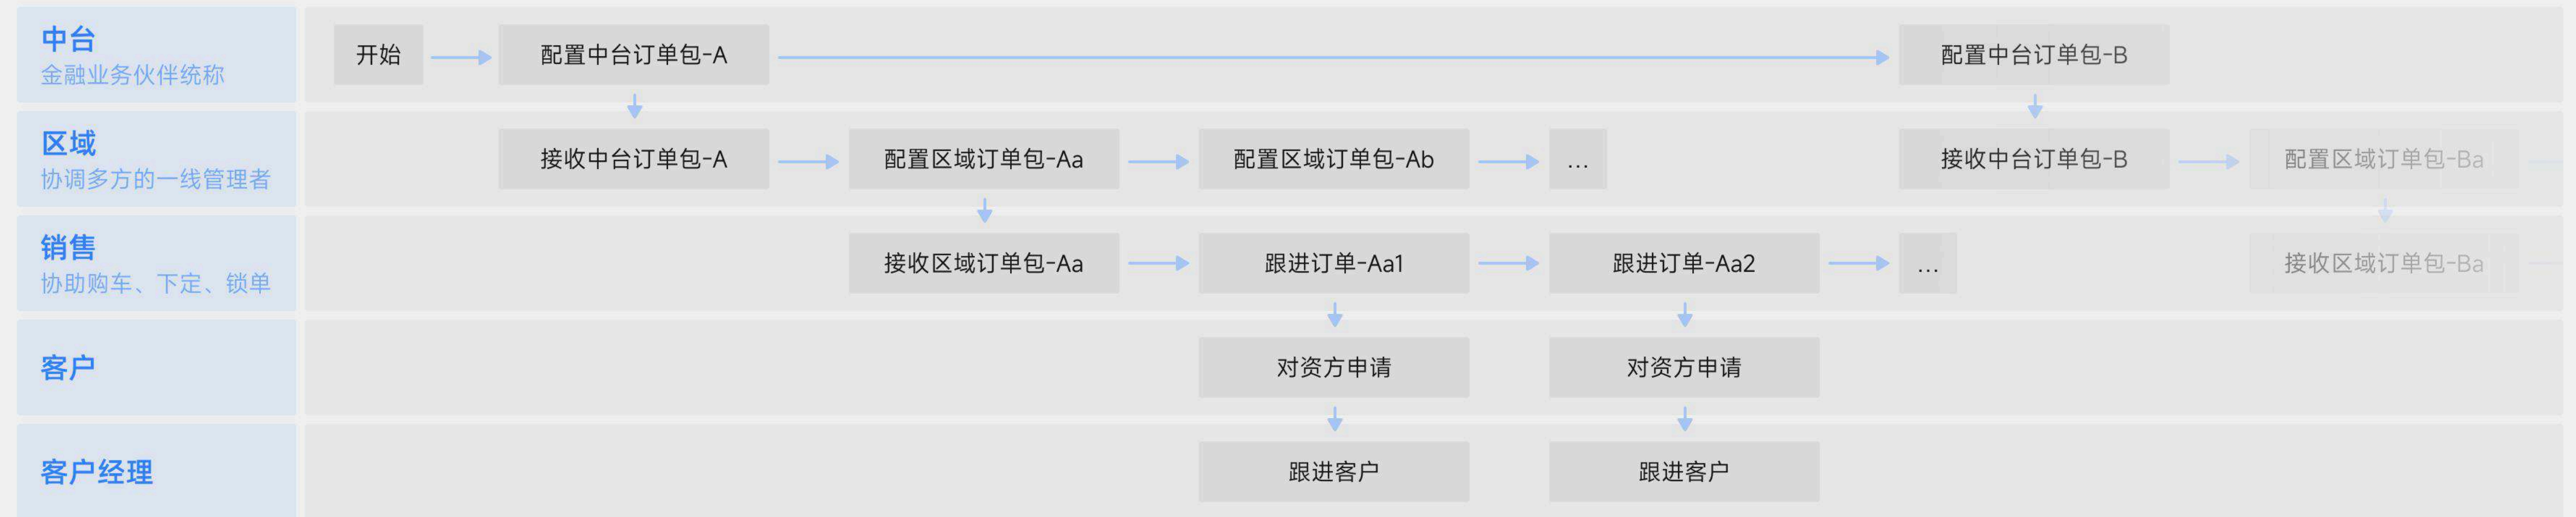 中台
金融业务伙伴统称
开始
配置中台订单包-A
配置中台订单包-B
区域
协调多方的一线管理者
接收中台订单包-A
配置区域订单包-Aa
配置区域订单包-Ab
...
接收中台订单包-B
配置区域订单包-Ba
销售
协助购车、下定、锁单
接收区域订单包-Aa
跟进订单-Aa1
跟进订单-Aa2
...
接收区域订单包-Ba
客户
对资方申请
对资方申请
客户经理
跟进客户
跟进客户